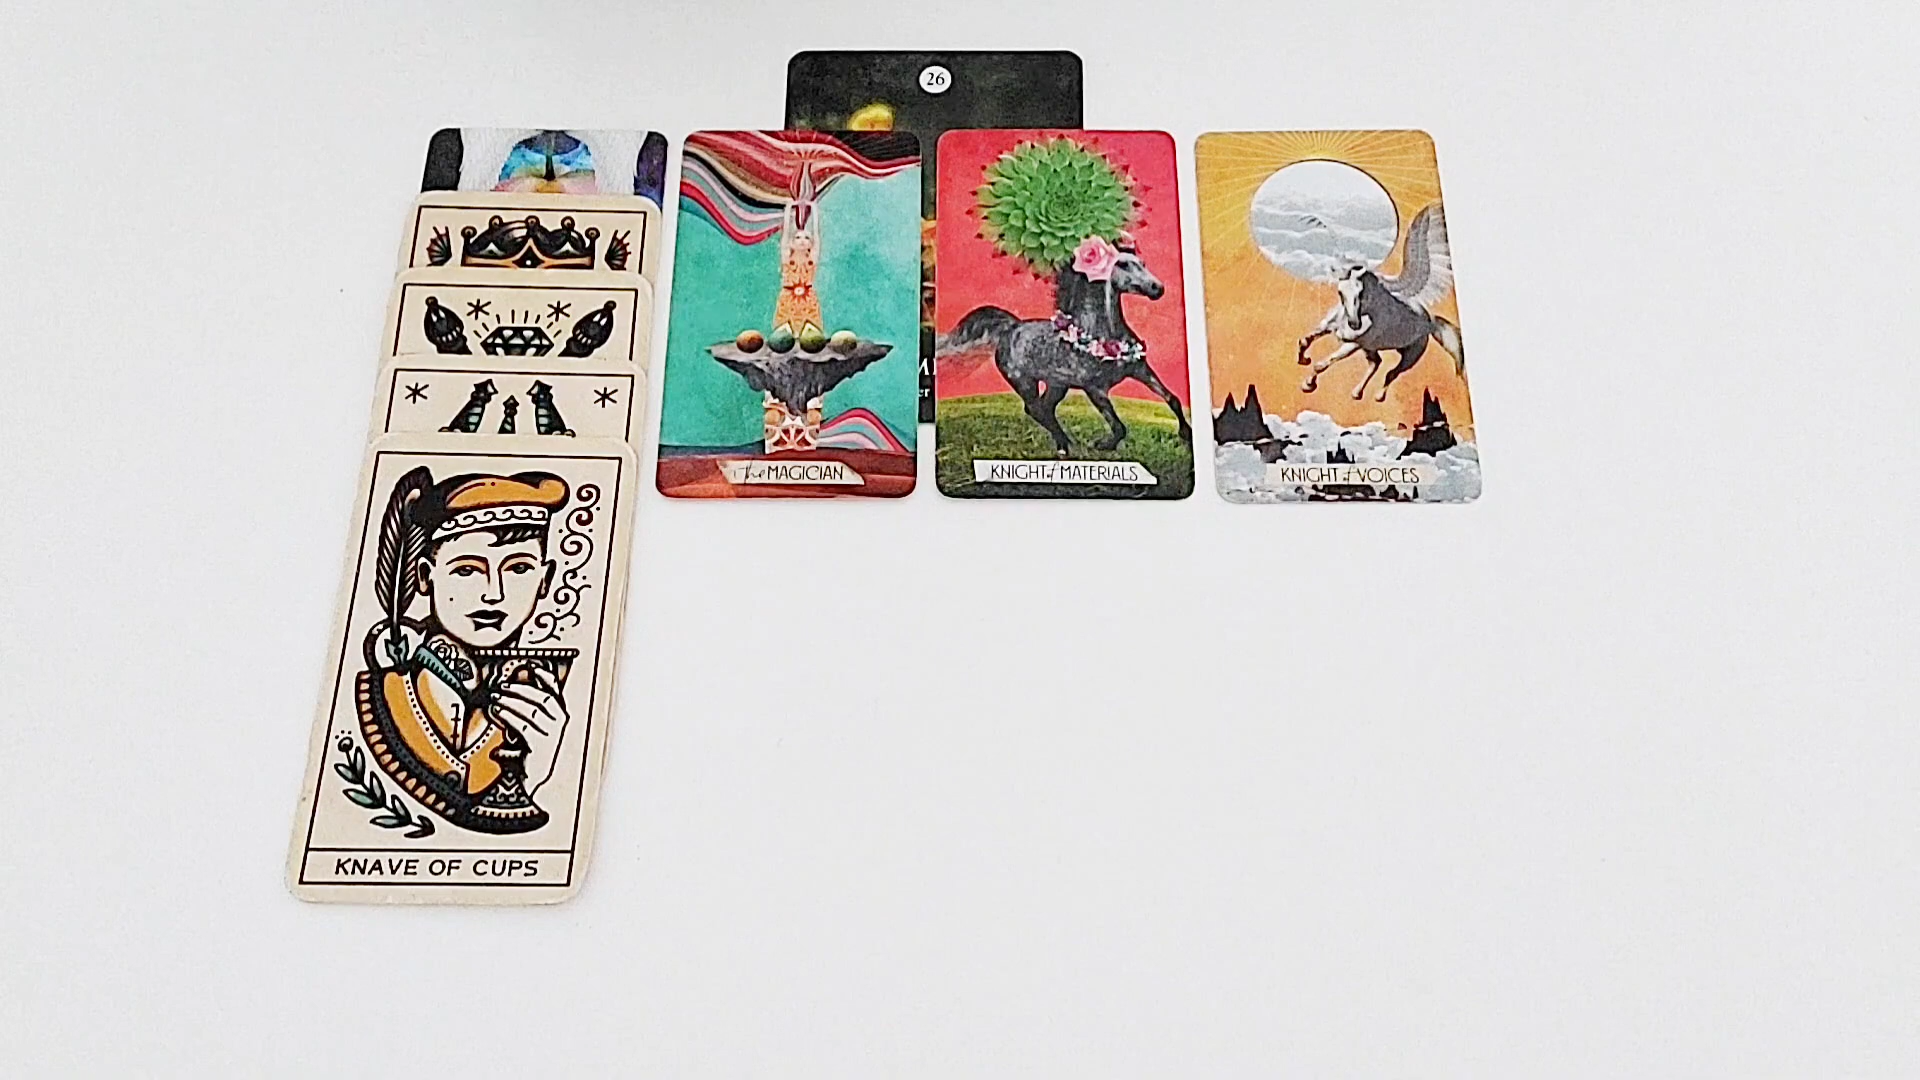 26
The MAGICIAN
KNIGHT of MATERIALS
KNIGHT of VOICES
KNAVE OF CUPS